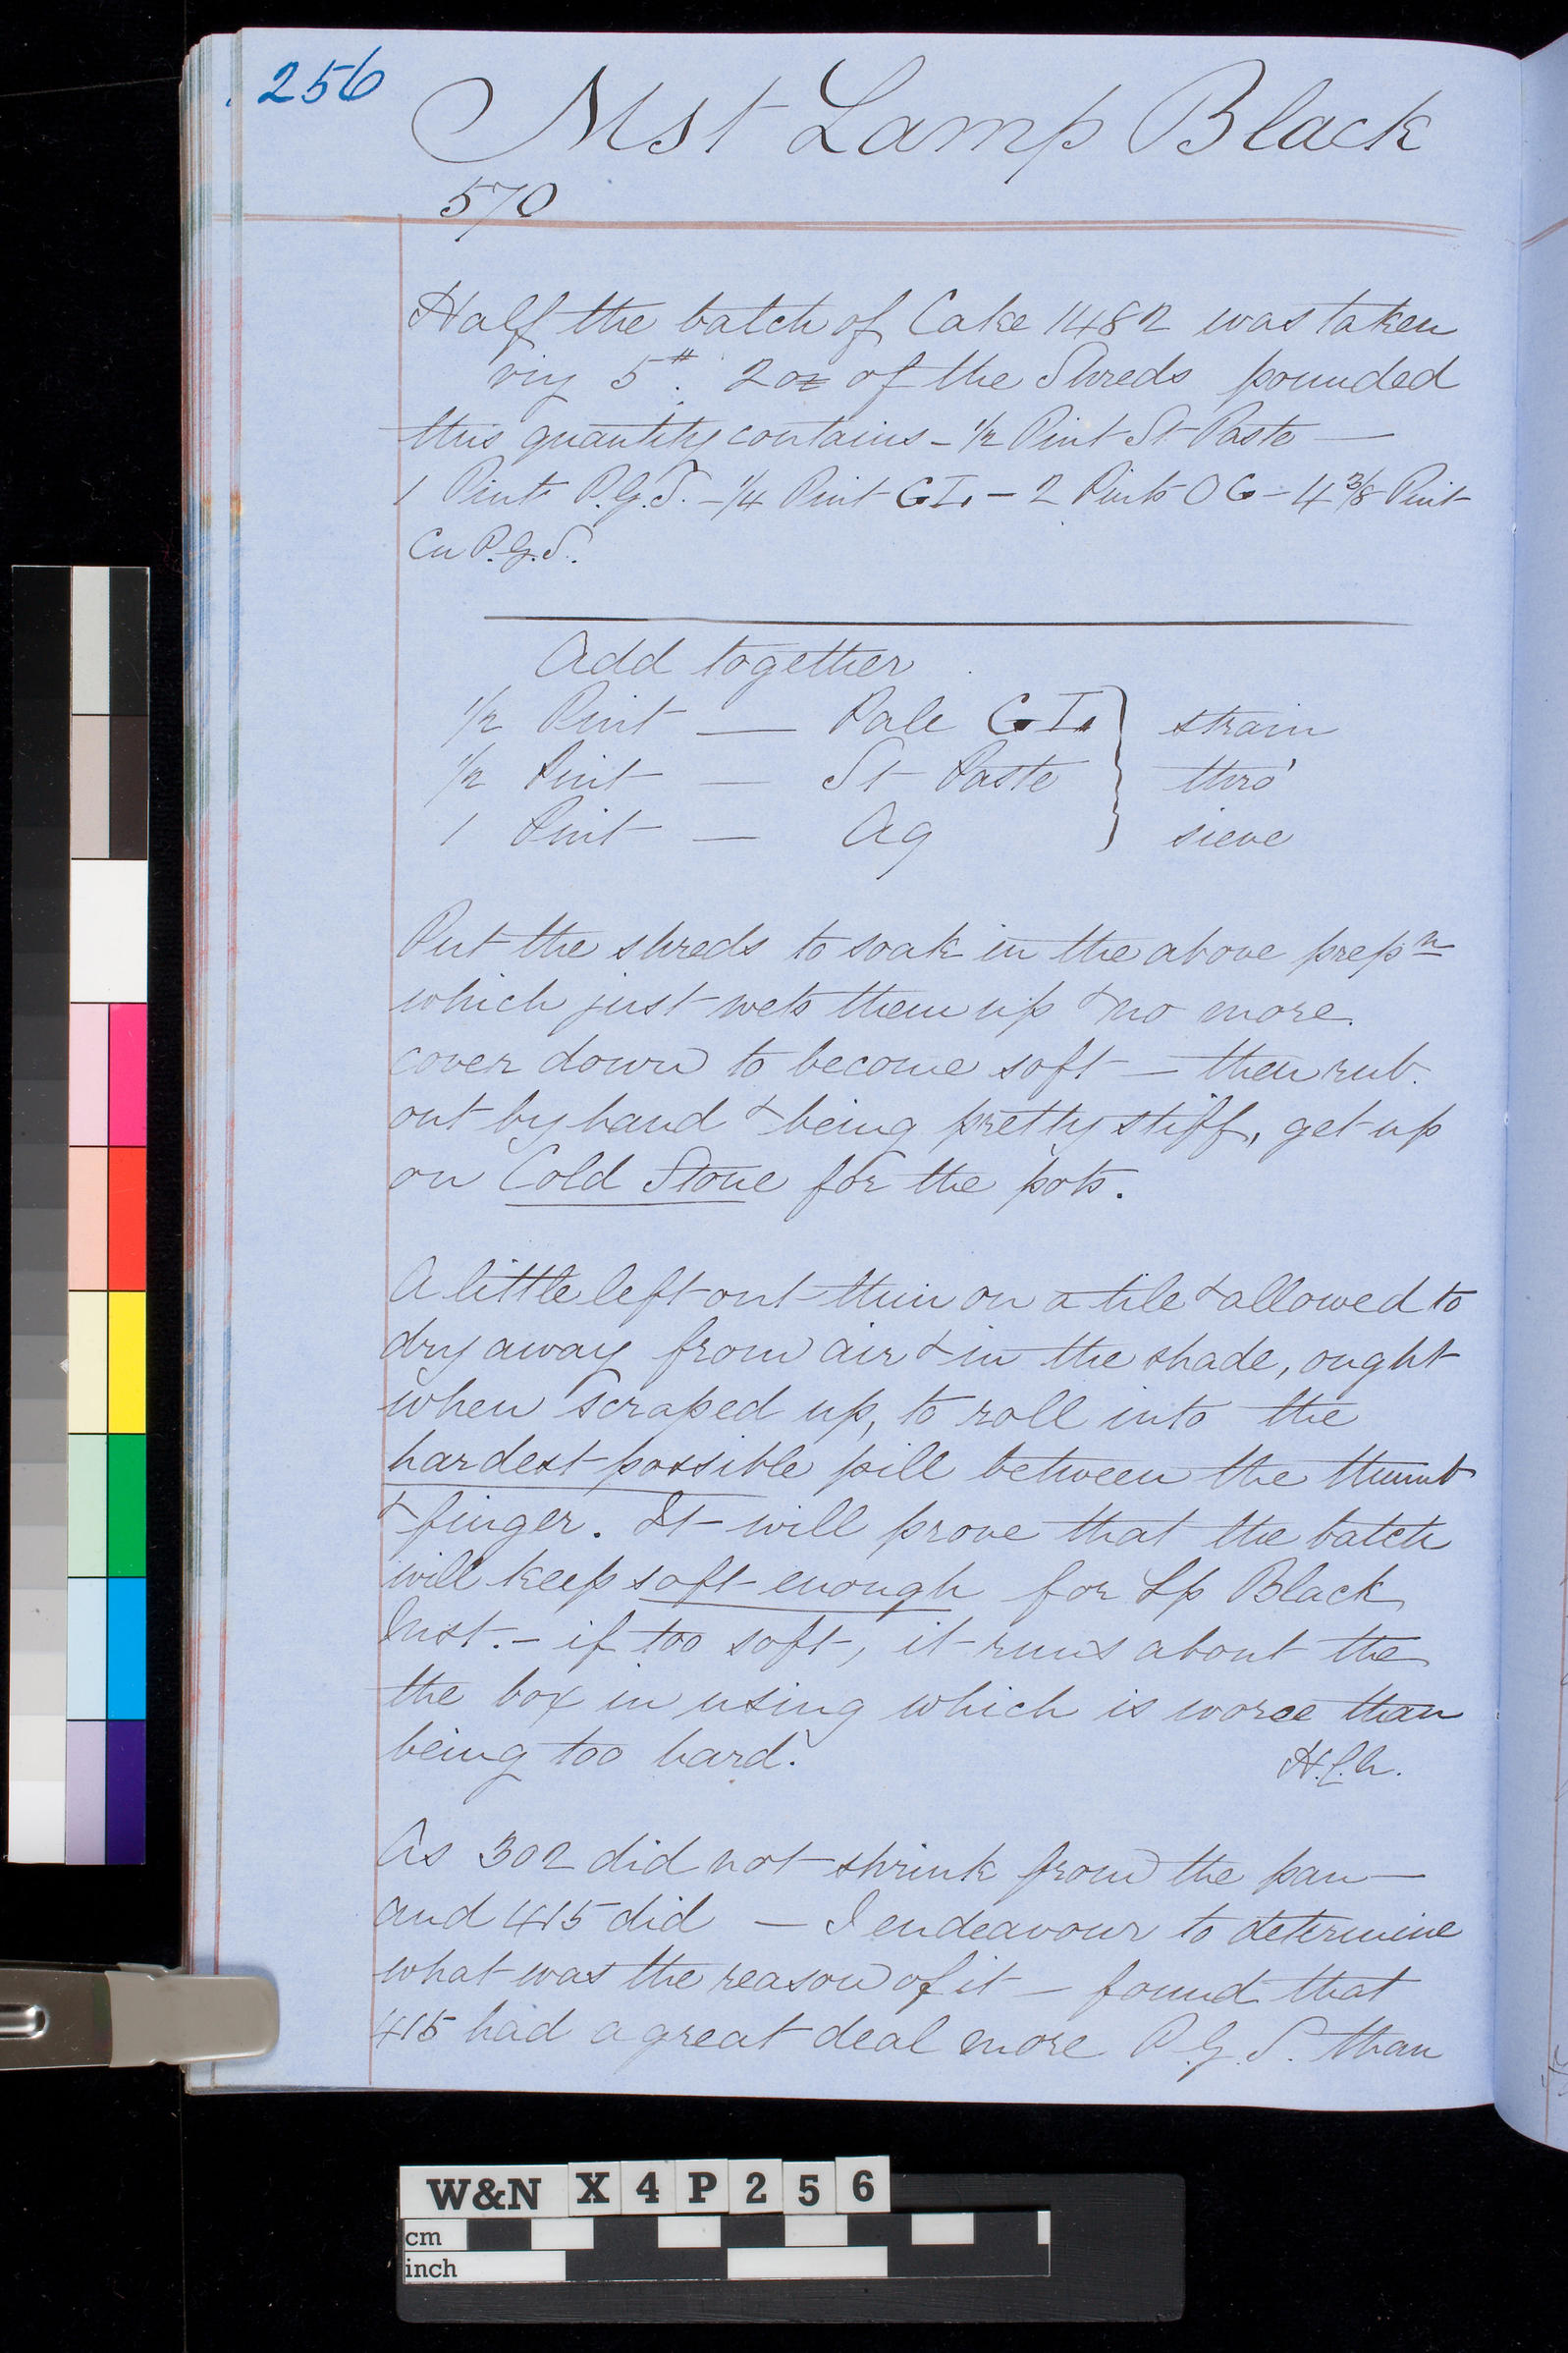 256
Mst Lamp Black
570
Half the batch of Cake 1482 was taken
viz 5#. 2 oz of the Shreds pounded
this quantity contains - 1/2 Pint St Paste —
1 Pints P.G.S. - 1/4 Pint GI. - 2 Pints OG - 4 3/8 Pint
Cu P.G.S.
Add together
1/2 Pint — Pale GI. } strain
1/2 Pint — St Paste } thro'
1 Pint — Aq } sieve
Put the shreds to soak in the above prepn
which just wets them up & no more.
cover down to become soft — then rub.
out by hand & being pretty stiff, get up
on Cold Stone for the pots.
A little left out thin on a tile & allowed to
dry away from air & in the shade, ought
when scraped up, to roll into the
hardest possible pill between the thumb
& finger. It will prove that the batch
will keep soft enough for Lp Black
Mst. - if too soft, it runs about the
the box in using which is worse than
being too hard.
As 302 did not shrink from the pan —
and 415 did — I endeavour to determine
what was the reason of it — found that
415 had a great deal more P.G.S. than
W&N X4P256
cm
inch